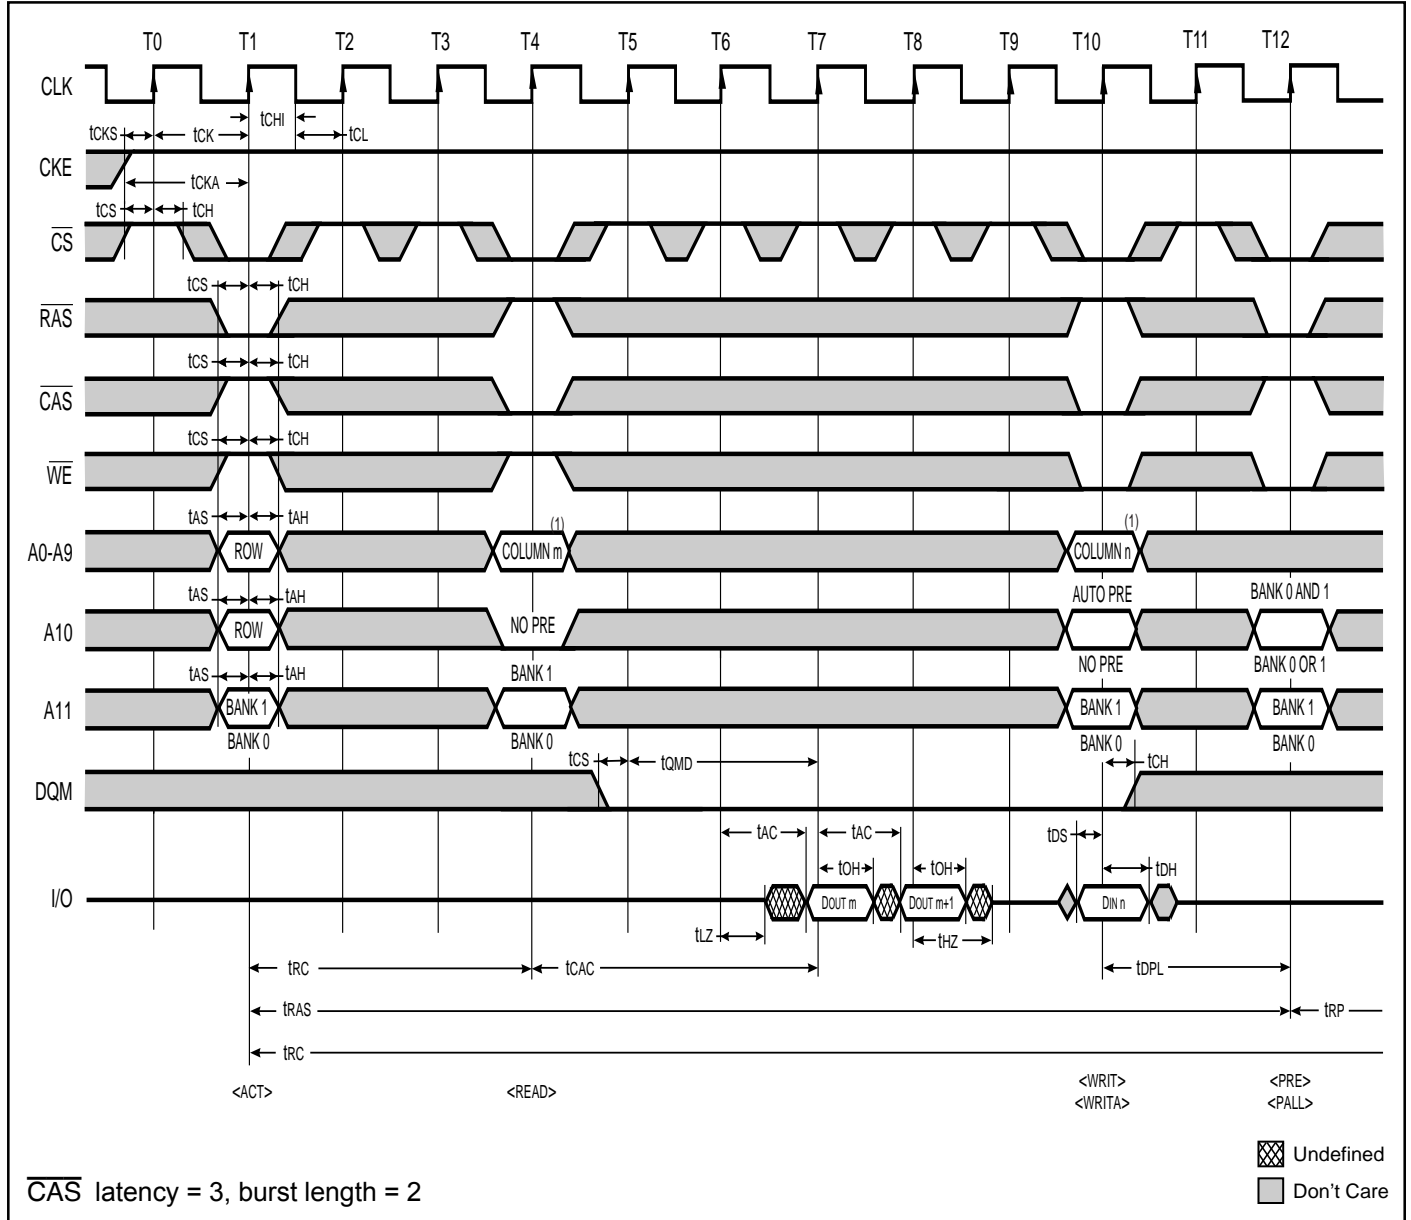 T0 T1 T2 T3 T4 T5 T6 T7 T8 T9 T10 T11 T12
CLK
tCHI
tCKS tCK tCL
CKE
tCKA
tCS tCH
CS
tCS tCH
RAS
tCS tCH
CAS
tCS tCH
WE
tAS tAH (1) (1)
A0-A9 ROW COLUMN m COLUMN n
tAS tAH AUTO PRE BANK 0 AND 1
A10 ROW NO PRE
NO PRE BANK 0 OR 1
tAS tAH BANK 1
A11 BANK 1 BANK 1 BANK 1
BANK 0 BANK 0 BANK 0 BANK 0
tCS tQMD tCH
DQM
tAC tAC tDS
tOH tOH tDH
I/O DOUT m DOUT m+1 DIN n
tLZ tHZ
tRC tCAC tDPL
tRAS tRP
tRC
<ACT> <READ> <WRIT> <PRE>
<WRITA> <PALL>
Undefined
CAS latency = 3, burst length = 2
Don't Care